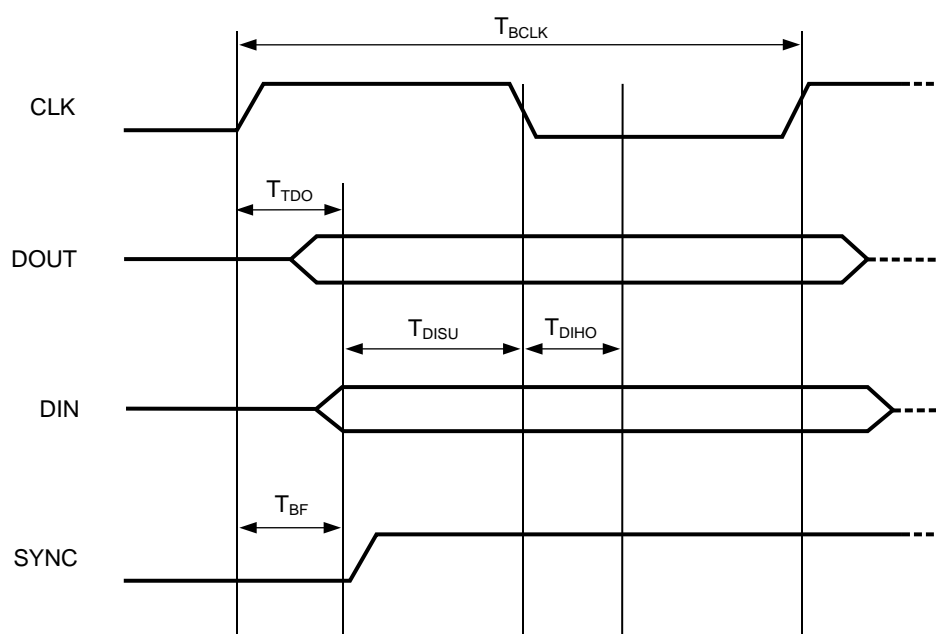 TBCLK
CLK
TTDO
DOUT
TDISU
TDIHO
DIN
TBF
SYNC